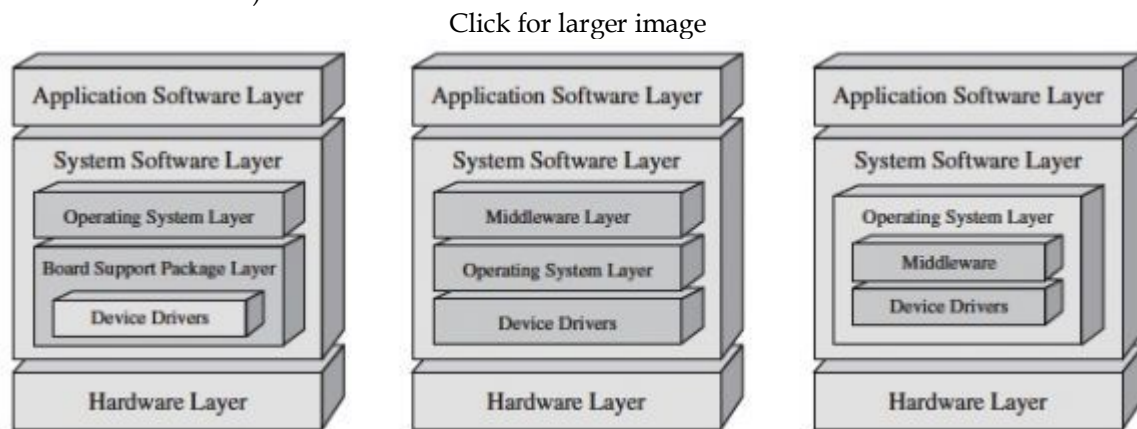 Click for larger image
Application Software Layer
System Software Layer
Operating System Layer
Board Support Package Layer
Device Drivers
Hardware Layer
Application Software Layer
System Software Layer
Middleware Layer
Operating System Layer
Device Drivers
Hardware Layer
Application Software Layer
System Software Layer
Operating System Layer
Middleware
Device Drivers
Hardware Layer